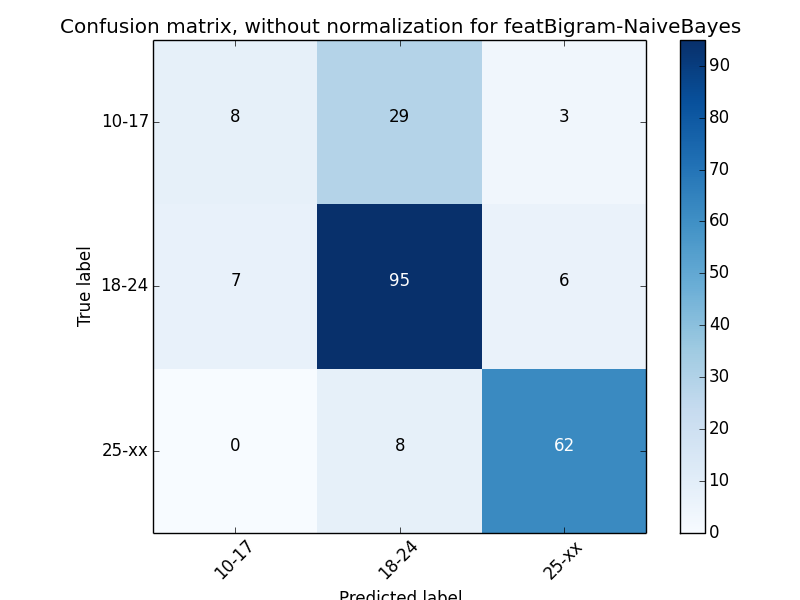 Confusion matrix, without normalization for featBigram-NaiveBayes
True label
10-17
8 29 3
18-24
7 95 6
25-xx
0 8 62
10-17 18-24 25-xx
Predicted label
90
80
70
60
50
40
30
20
10
0